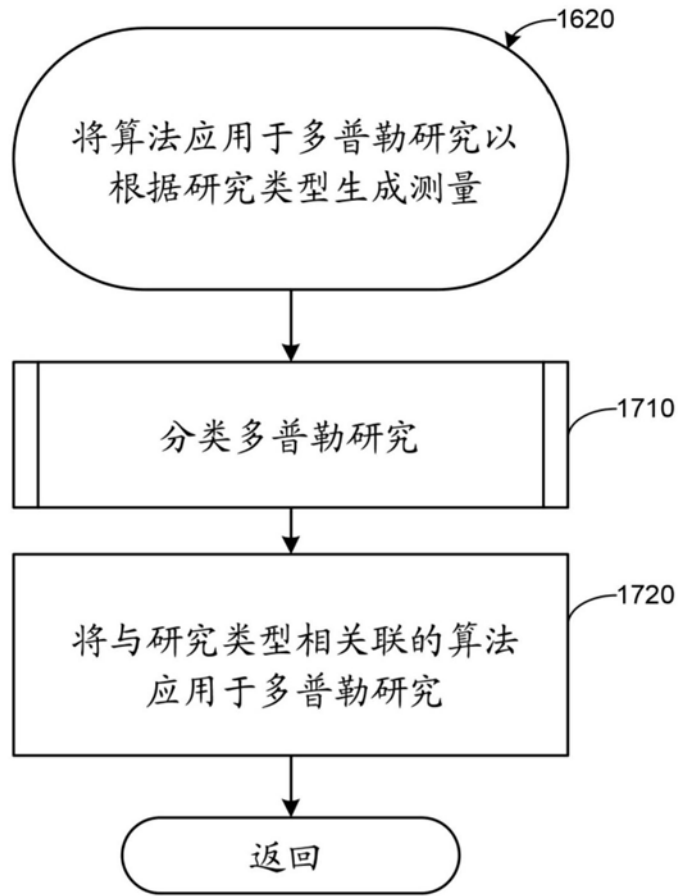 1620
将算法应用于多普勒研究以
根据研究类型生成测量
分类多普勒研究
1710
将与研究类型相关联的算法
应用于多普勒研究
1720
返回